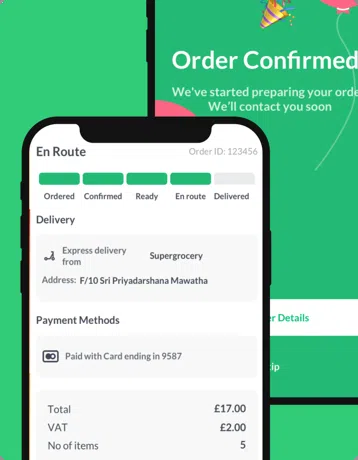 Order Confirmed
We've started preparing your orde
We'll contact you soon
En Route
Order ID: 123456
Ordered Confirmed Ready En route Delivered
Delivery
Express delivery from
Supergrocery
Address: F/10 Sri Priyadarshana Mawatha
Payment Methods
Paid with Card ending in 9587
Total £17.00
VAT £2.00
No of items 5
er Details
ip